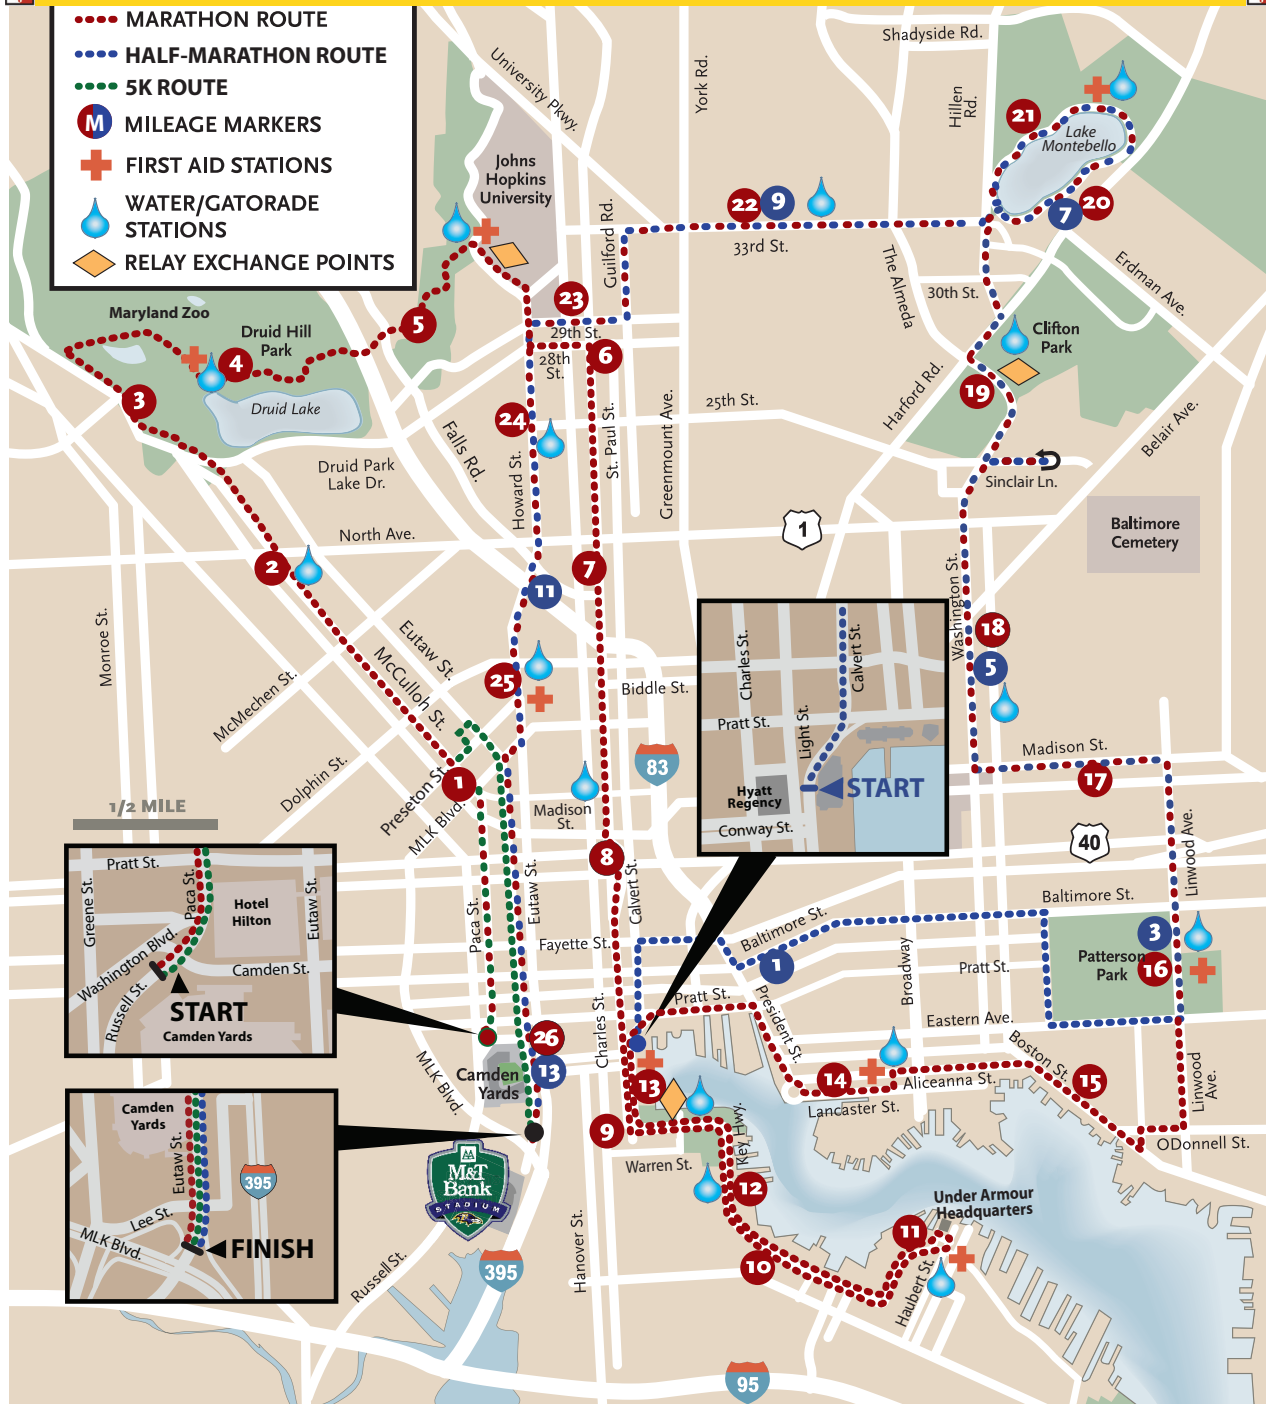 MARATHON ROUTE
HALF-MARATHON ROUTE
5K ROUTE
M
MILEAGE MARKERS
FIRST AID STATIONS
WATER/GATORADE
STATIONS
RELAY EXCHANGE POINTS
University Pkwy.
York Rd.
Shadyside Rd.
Hillen
Rd.
21
Lake
Montebello
Johns
Hopkins
University
22
9
7
20
33rd St.
Guilford Rd.
The Almeda
Erdman Ave.
30th St.
Maryland Zoo
Druid Hill
Park
5
23
29th St.
28th
St.
6
Clifton
Park
4
3
Druid Lake
19
Harford Rd.
24
25th St.
Falls Rd.
Howard St.
St. Paul St.
Greenmount Ave.
Belair Ave.
Druid Park
Lake Dr.
Sinclair Ln.
North Ave.
1
Baltimore
Cemetery
2
7
11
Washington St.
Monroe St.
Eutaw St.
McCulloh St.
McMechen St.
18
5
25
Biddle St.
Charles St.
Calvert St.
Pratt St.
Light St.
START
Hyatt
Regency
Conway St.
83
Madison St.
17
Dolphin St.
Preseton St.
1
MLK Blvd.
Madison
St.
1/2 MILE
40
Linwood Ave.
8
Pratt St.
Greene St.
Paca St.
Hotel
Hilton
Eutaw St.
Washington Blvd.
Camden St.
Russell St.
START
Camden Yards
Paca St.
Eutaw St.
Calvert St.
Fayette St.
Baltimore St.
Baltimore St.
1
Broadway
Pratt St.
Patterson
Park
3
16
Pratt St.
President St.
Eastern Ave.
Charles St.
26
13
MLK Blvd.
Camden
Yards
13
14
Aliceanna St.
Lancaster St.
Boston St.
15
Linwood
Ave.
ODonnell St.
9
Key Hwy.
Warren St.
12
Camden
Yards
Eutaw St.
395
Lee St.
MLK Blvd.
FINISH
M&T
Bank
STADIUM
Under Armour
Headquarters
11
10
Haubert St.
Hanover St.
395
Russell St.
95